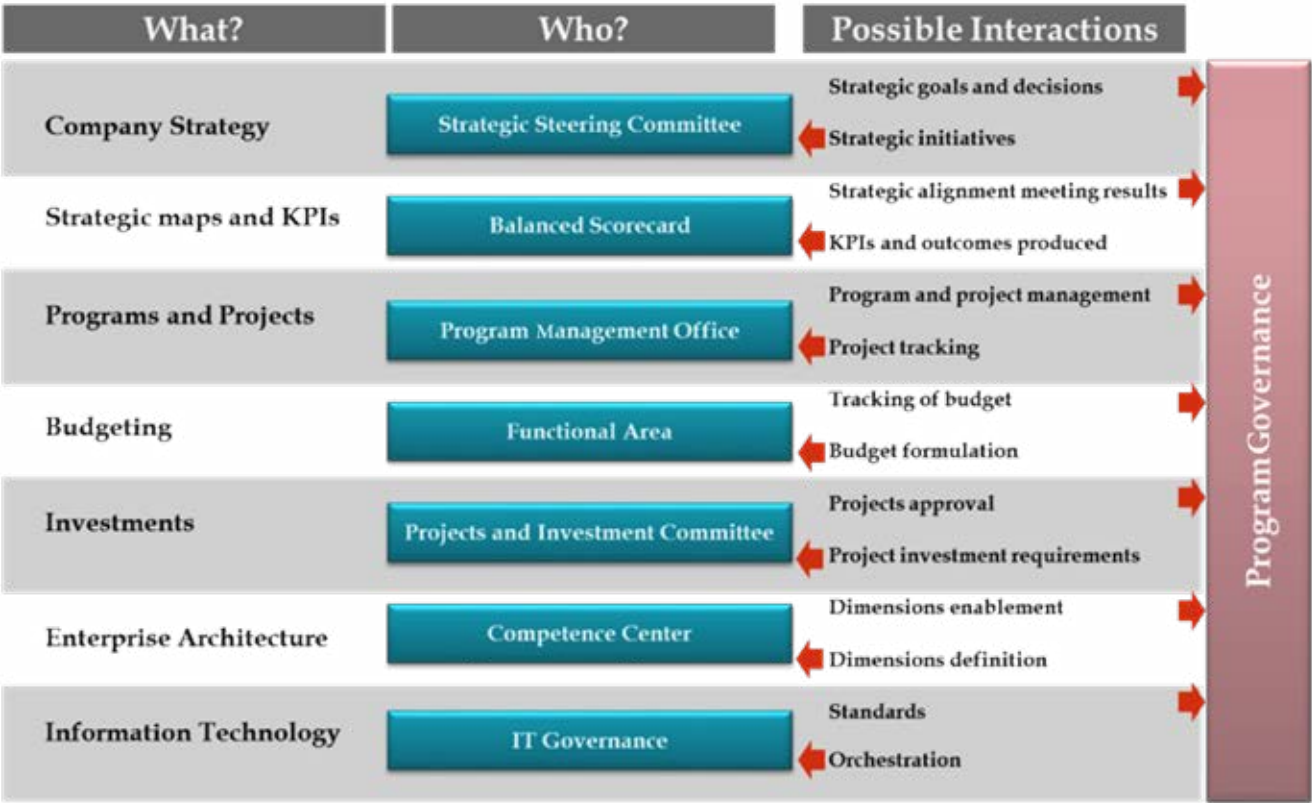 What?
Who?
Possible Interactions
Company Strategy
Strategic Steering Committee
Strategic goals and decisions
Strategic initiatives
Strategic maps and KPIs
Balanced Scorecard
Strategic alignment meeting results
KPIs and outcomes produced
Programs and Projects
Program Management Office
Program and project management
Project tracking
Budgeting
Functional Area
Tracking of budget
Budget formulation
Investments
Projects and Investment Committee
Projects approval
Project investment requirements
Enterprise Architecture
Competence Center
Dimensions enablement
Dimensions definition
Information Technology
IT Governance
Standards
Orchestration
Program Governance